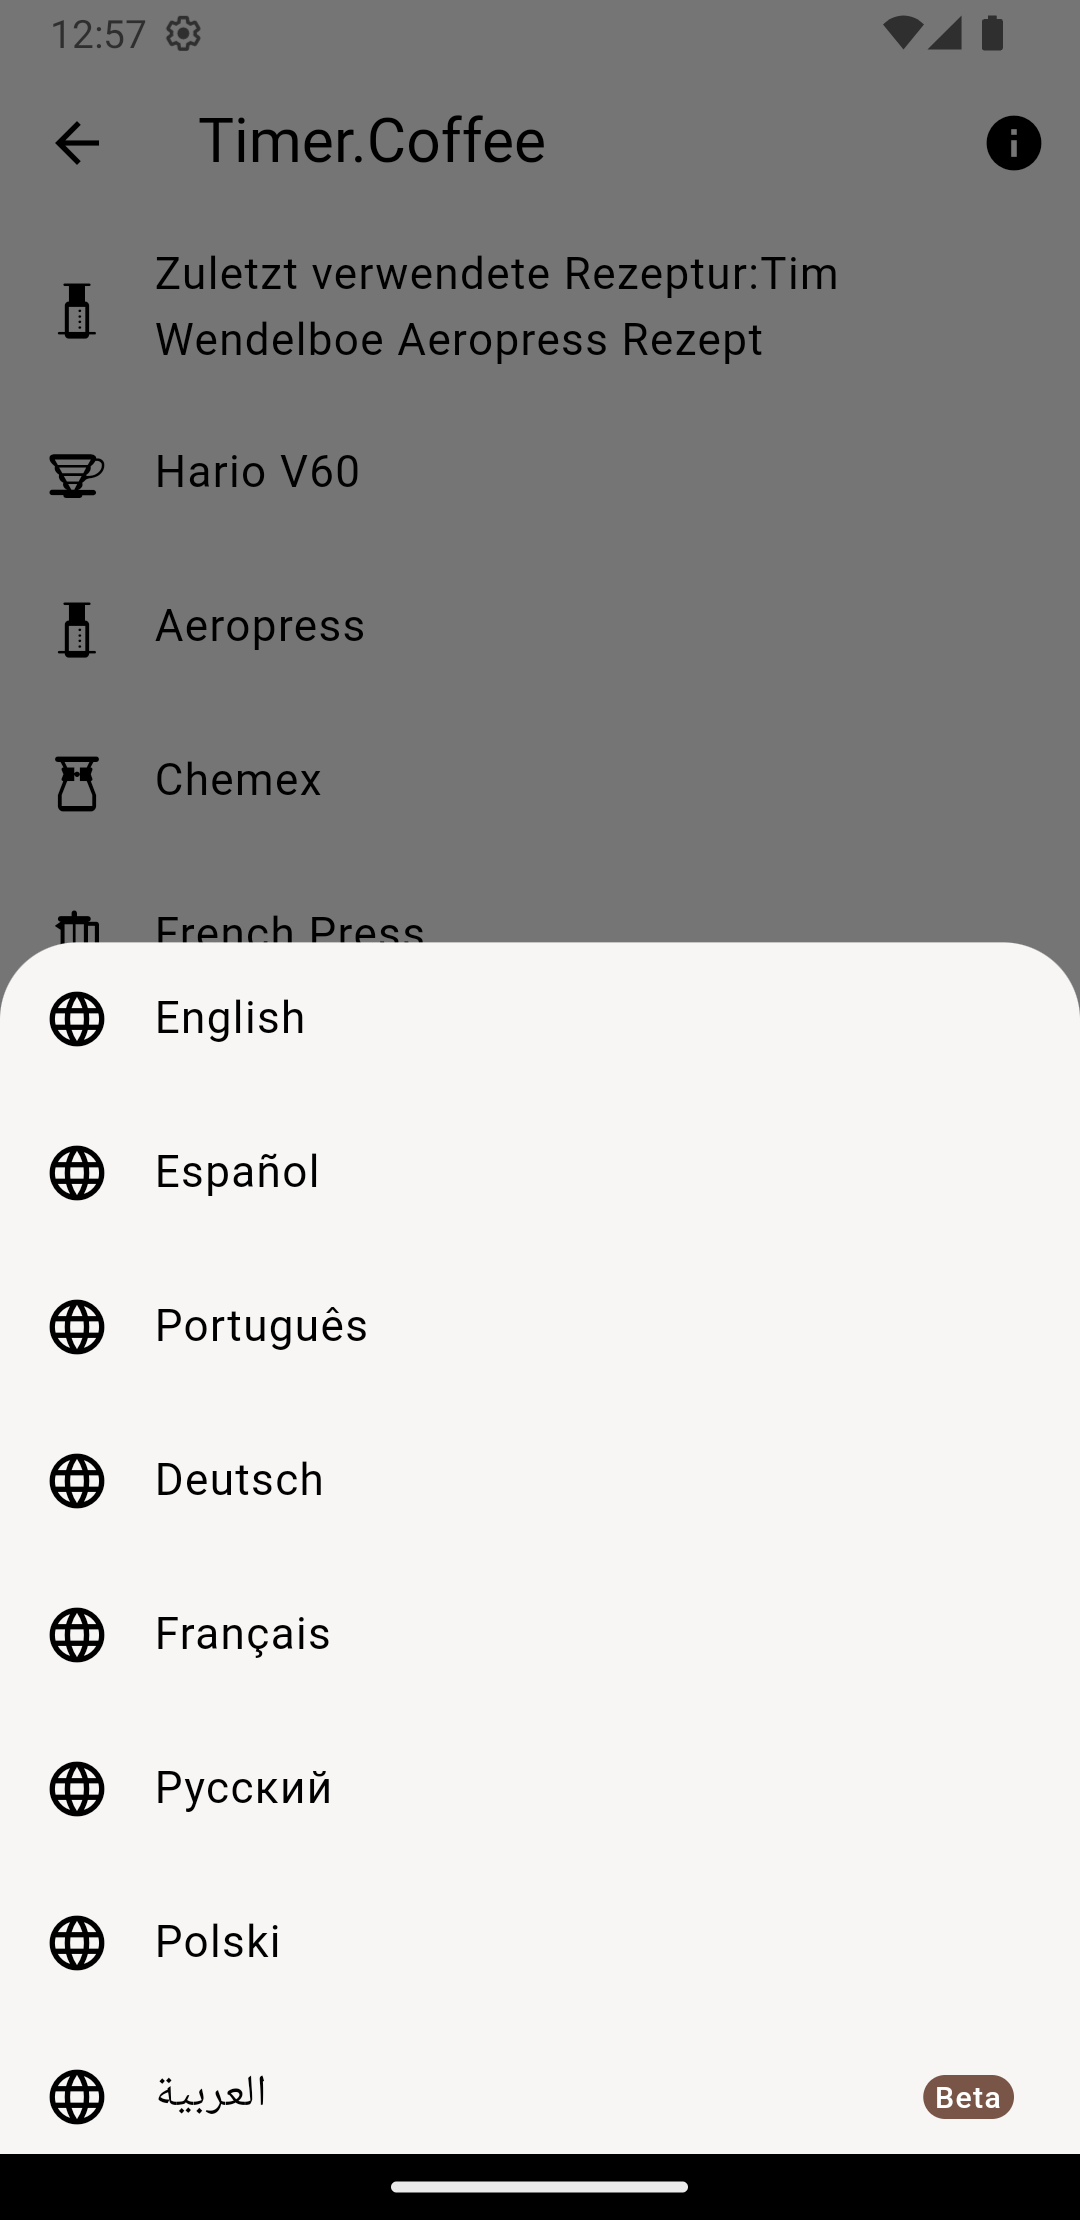 12:57
Timer.Coffee
Zuletzt verwendete Rezeptur:Tim
Wendelboe Aeropress Rezept
Hario V60
Aeropress
Chemex
French Press
English
Español
Português
Deutsch
Français
Русский
Polski
العربية
Beta